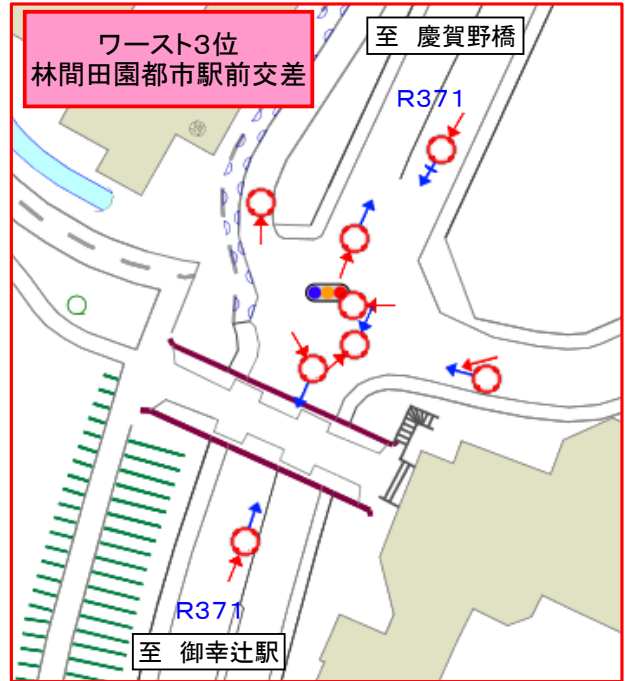 ワースト3位
林間田園都市駅前交差
至 慶賀野橋
R371
R371
至 御幸辻駅